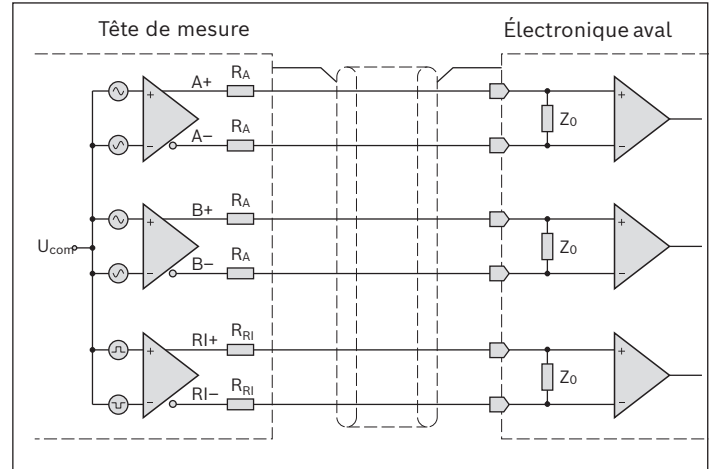 Tête de mesure
Électronique aval
A+ RA
+ +
Z0
A− RA
− −
B+ RA
+ +
Ucom
Z0
B− RA
− −
RI+ RRI
+ +
Z0
RI− RRI
− −